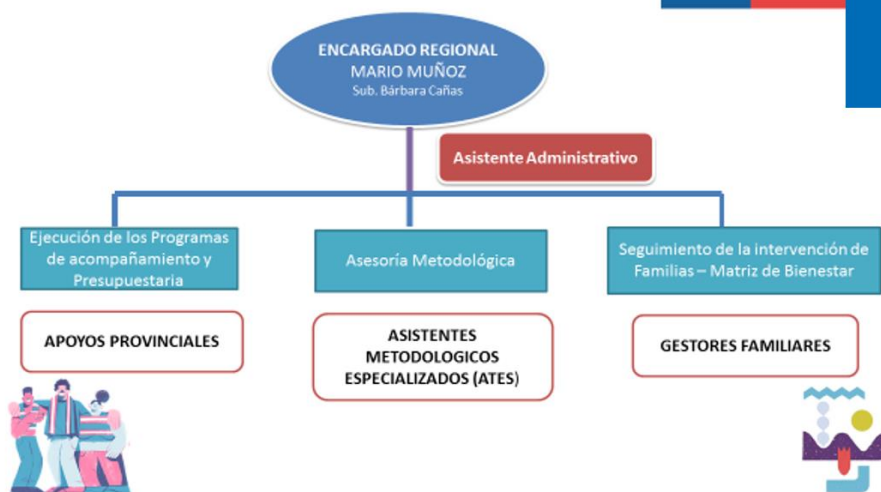 ENCARGADO REGIONAL
MARIO MUÑOZ
Sub. Bárbara Cañas
Asistente Administrativo
Ejecución de los Programas
de acompañamiento y
Presupuestaria
Asesoría Metodológica
Seguimiento de la intervención de
Familias – Matriz de Bienestar
APOYOS PROVINCIALES
ASISTENTES
METODOLOGICOS
ESPECIALIZADOS (ATES)
GESTORES FAMILIARES